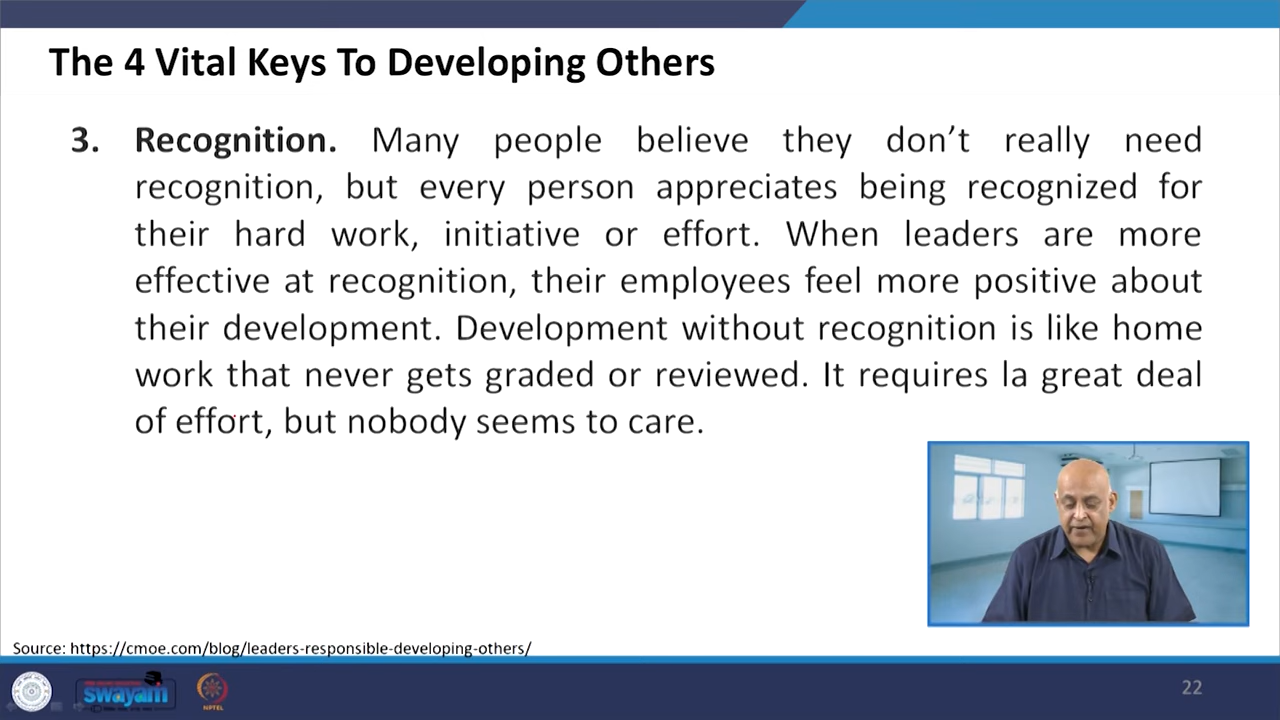 The 4 Vital Keys To Developing Others
3. Recognition. Many people believe they don't really need
recognition, but every person appreciates being recognized for
their hard work, initiative or effort. When leaders are more
effective at recognition, their employees feel more positive about
their development. Development without recognition is like home
work that never gets graded or reviewed. It requires la great deal
of effort, but nobody seems to care.
Source: https://cmoe.com/blog/leaders-responsible-developing-others/
swayam
NPTEL
22